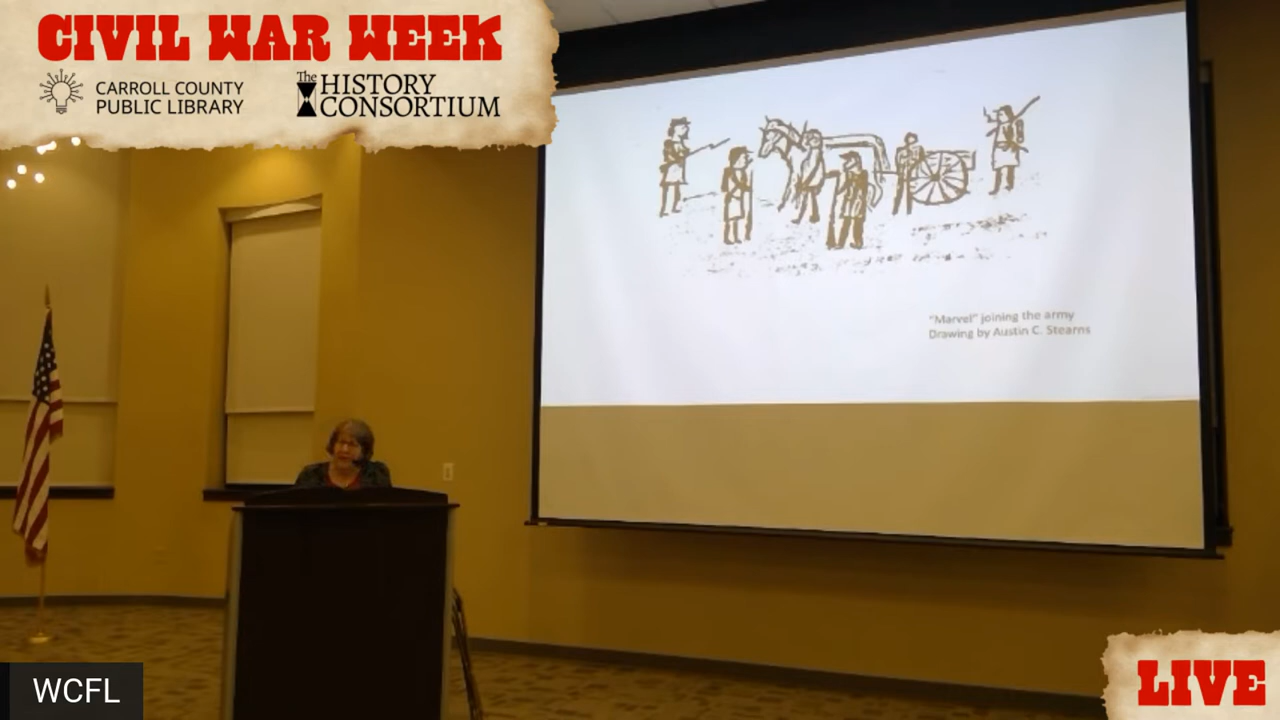 CIVIL WAR WEEK
CARROLL COUNTY
PUBLIC LIBRARY
The HISTORY
CONSORTIUM
"Marvel" joining the army
Drawing by Austin C. Stearns
WCFL
LIVE